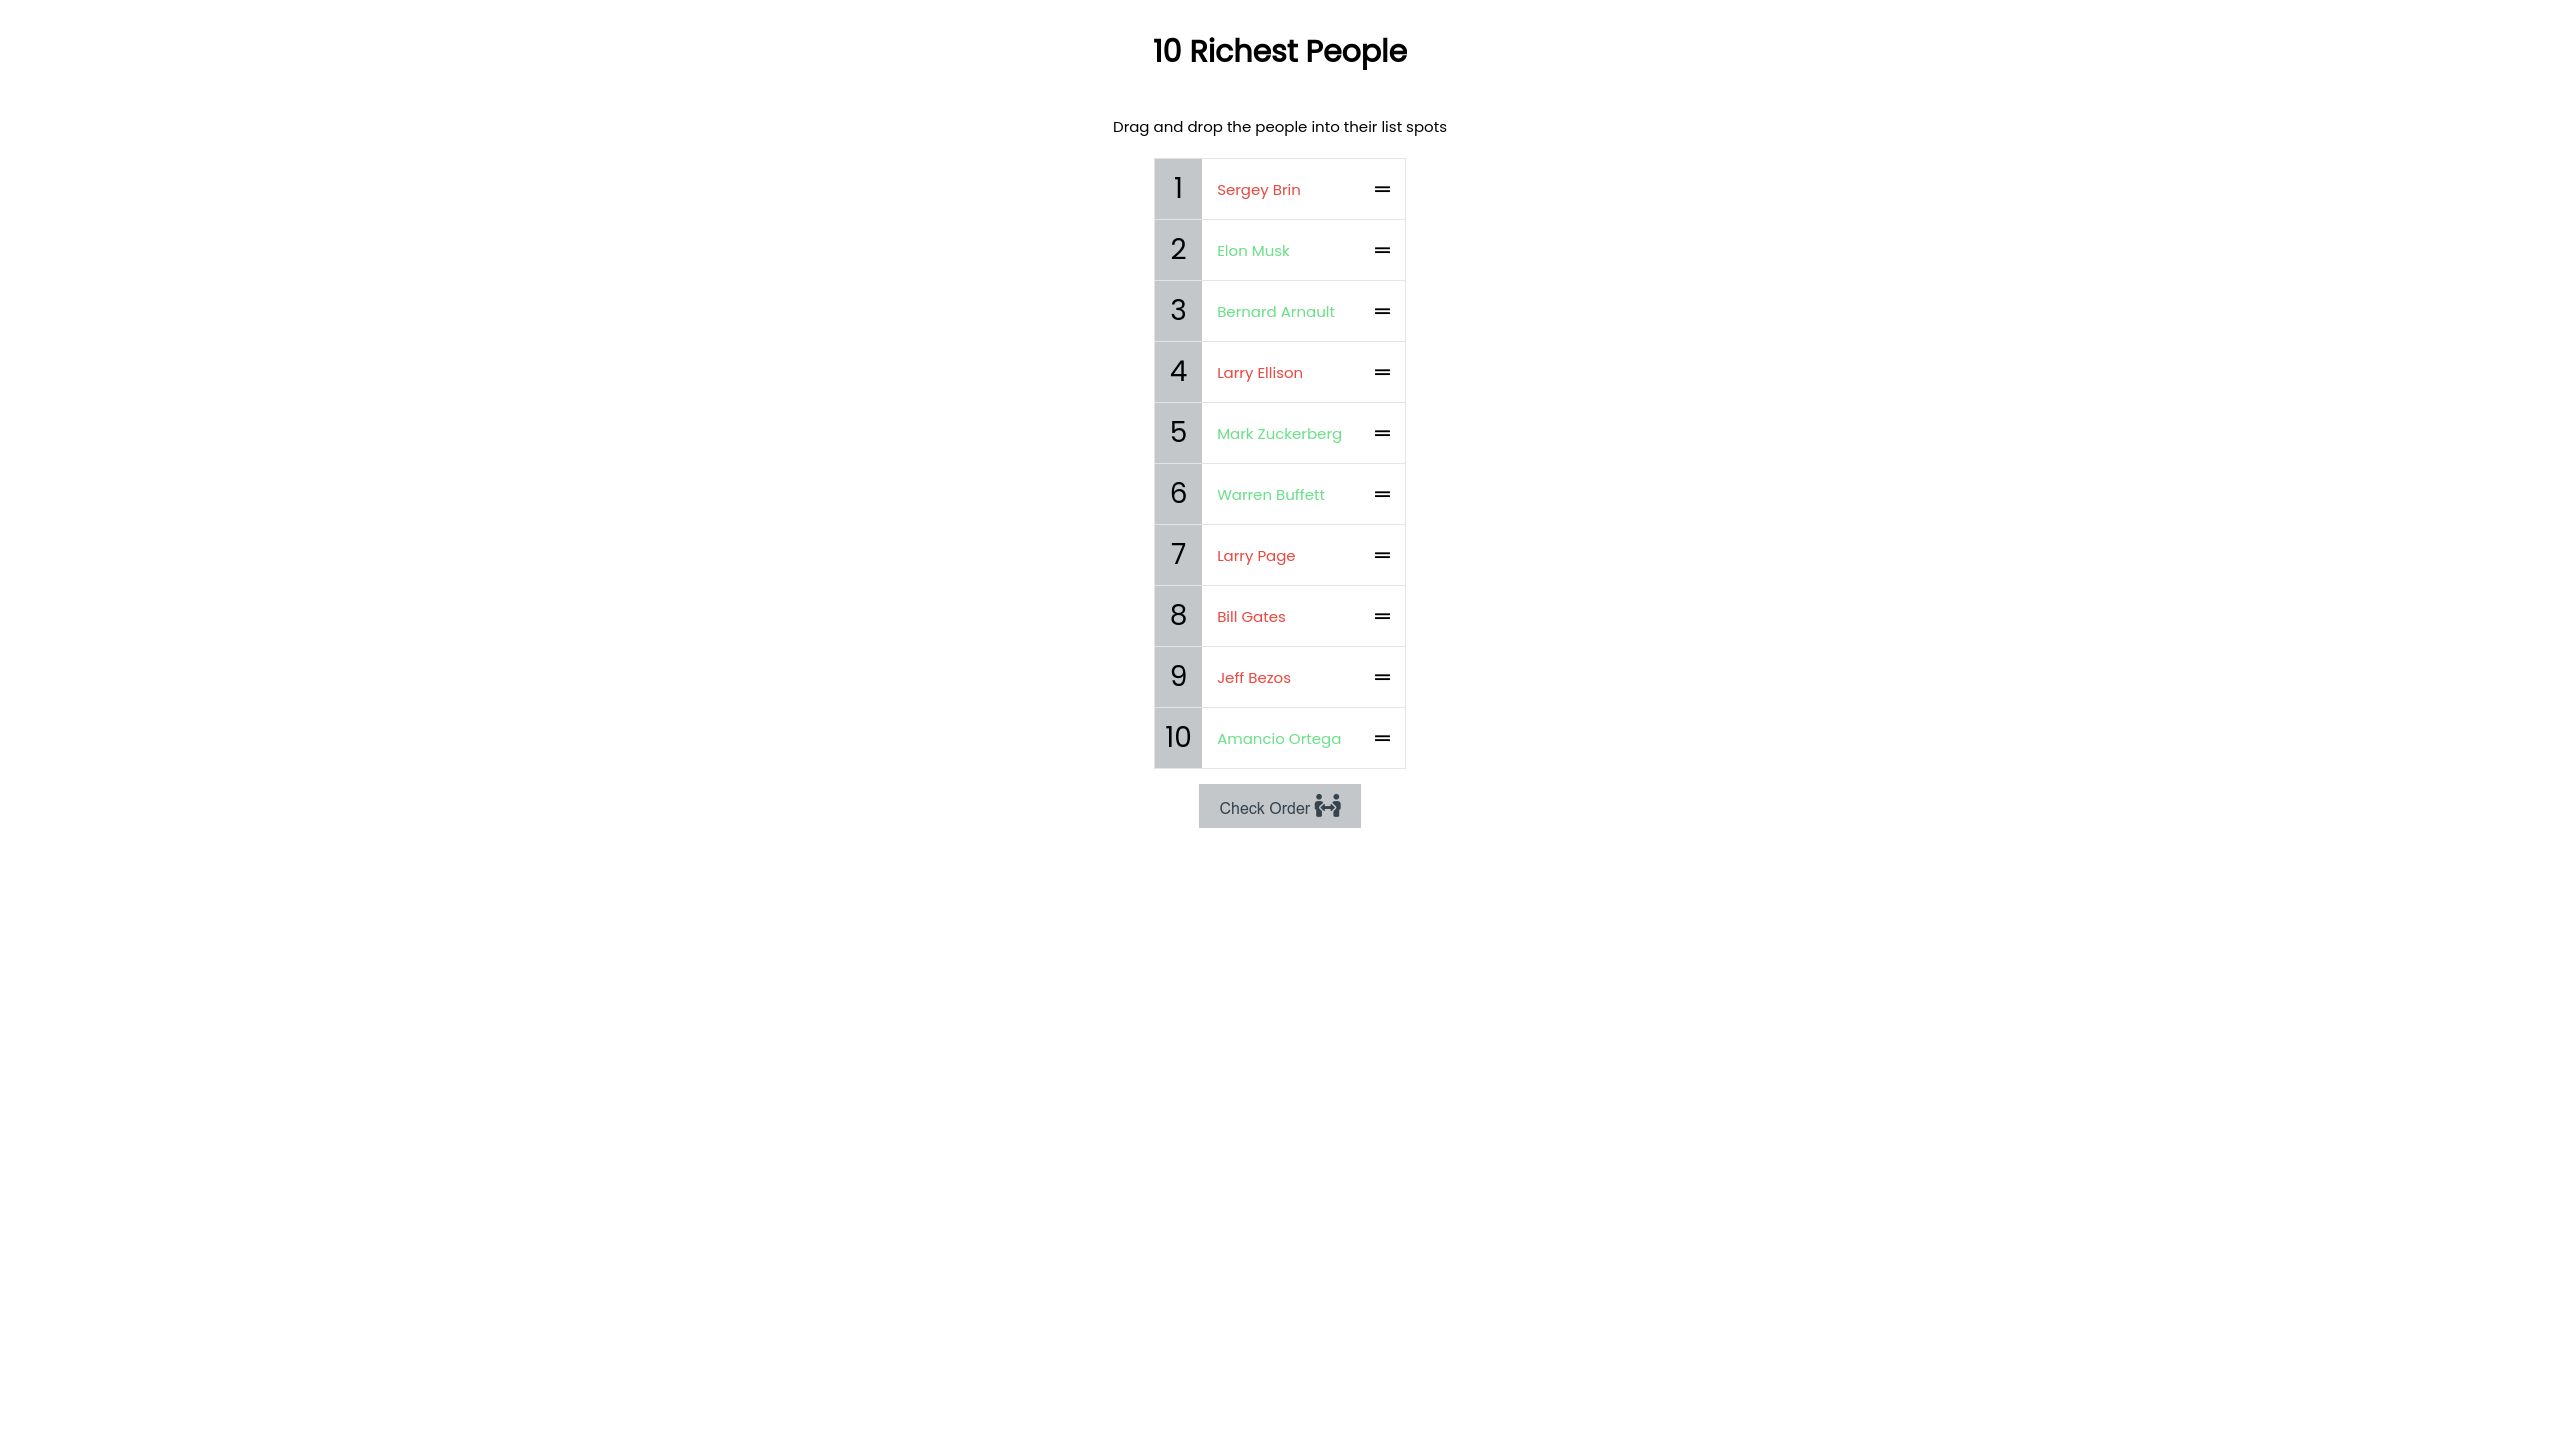 10 Richest People
Drag and drop the people into their list spots
1 Sergey Brin
2 Elon Musk
3 Bernard Arnault
4 Larry Ellison
5 Mark Zuckerberg
6 Warren Buffett
7 Larry Page
8 Bill Gates
9 Jeff Bezos
10 Amancio Ortega
Check Order